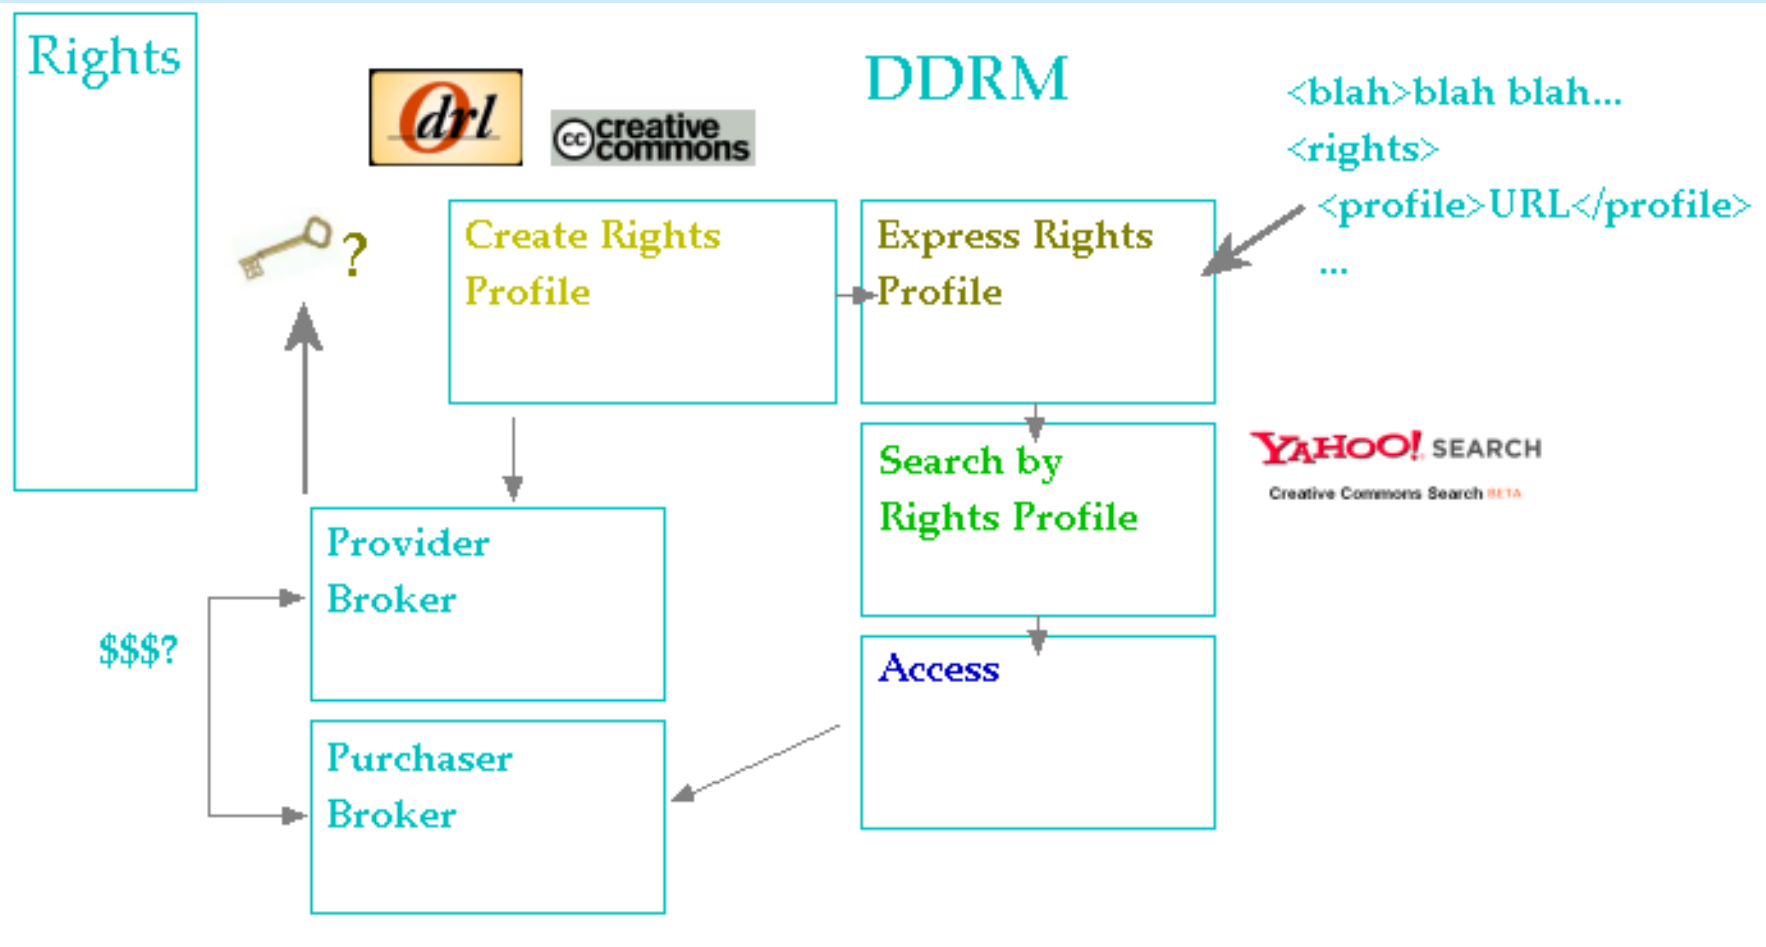 Rights
DDRM
Odrl
cc creative
commons
<blah>blah blah...
<rights>
<profile>URL</profile>
...
?
Create Rights
Profile
Express Rights
Profile
YAHOO! SEARCH
Creative Commons Search BETA
Search by
Rights Profile
Provider
Broker
$$$?
Access
Purchaser
Broker